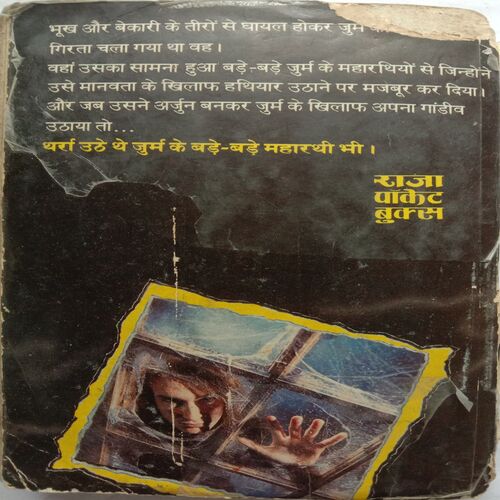 भूख और बेकारी के तीरों से घायल होकर जुर्म
गिरता चला गया था वह।
वहां उसका सामना हुआ बड़े-बड़े जुर्म के महारथियों से जिन्होंने
उसे मानवता के खिलाफ हथियार उठाने पर मजबूर कर दिया।
और जब उसने अर्जुन बनकर जुर्म के खिलाफ अपना गांडीव
उठाया तो...
थर्रा उठे थे जुर्म के बड़े-बड़े महारथी भी।
राजा
पॉकेट
बुक्स